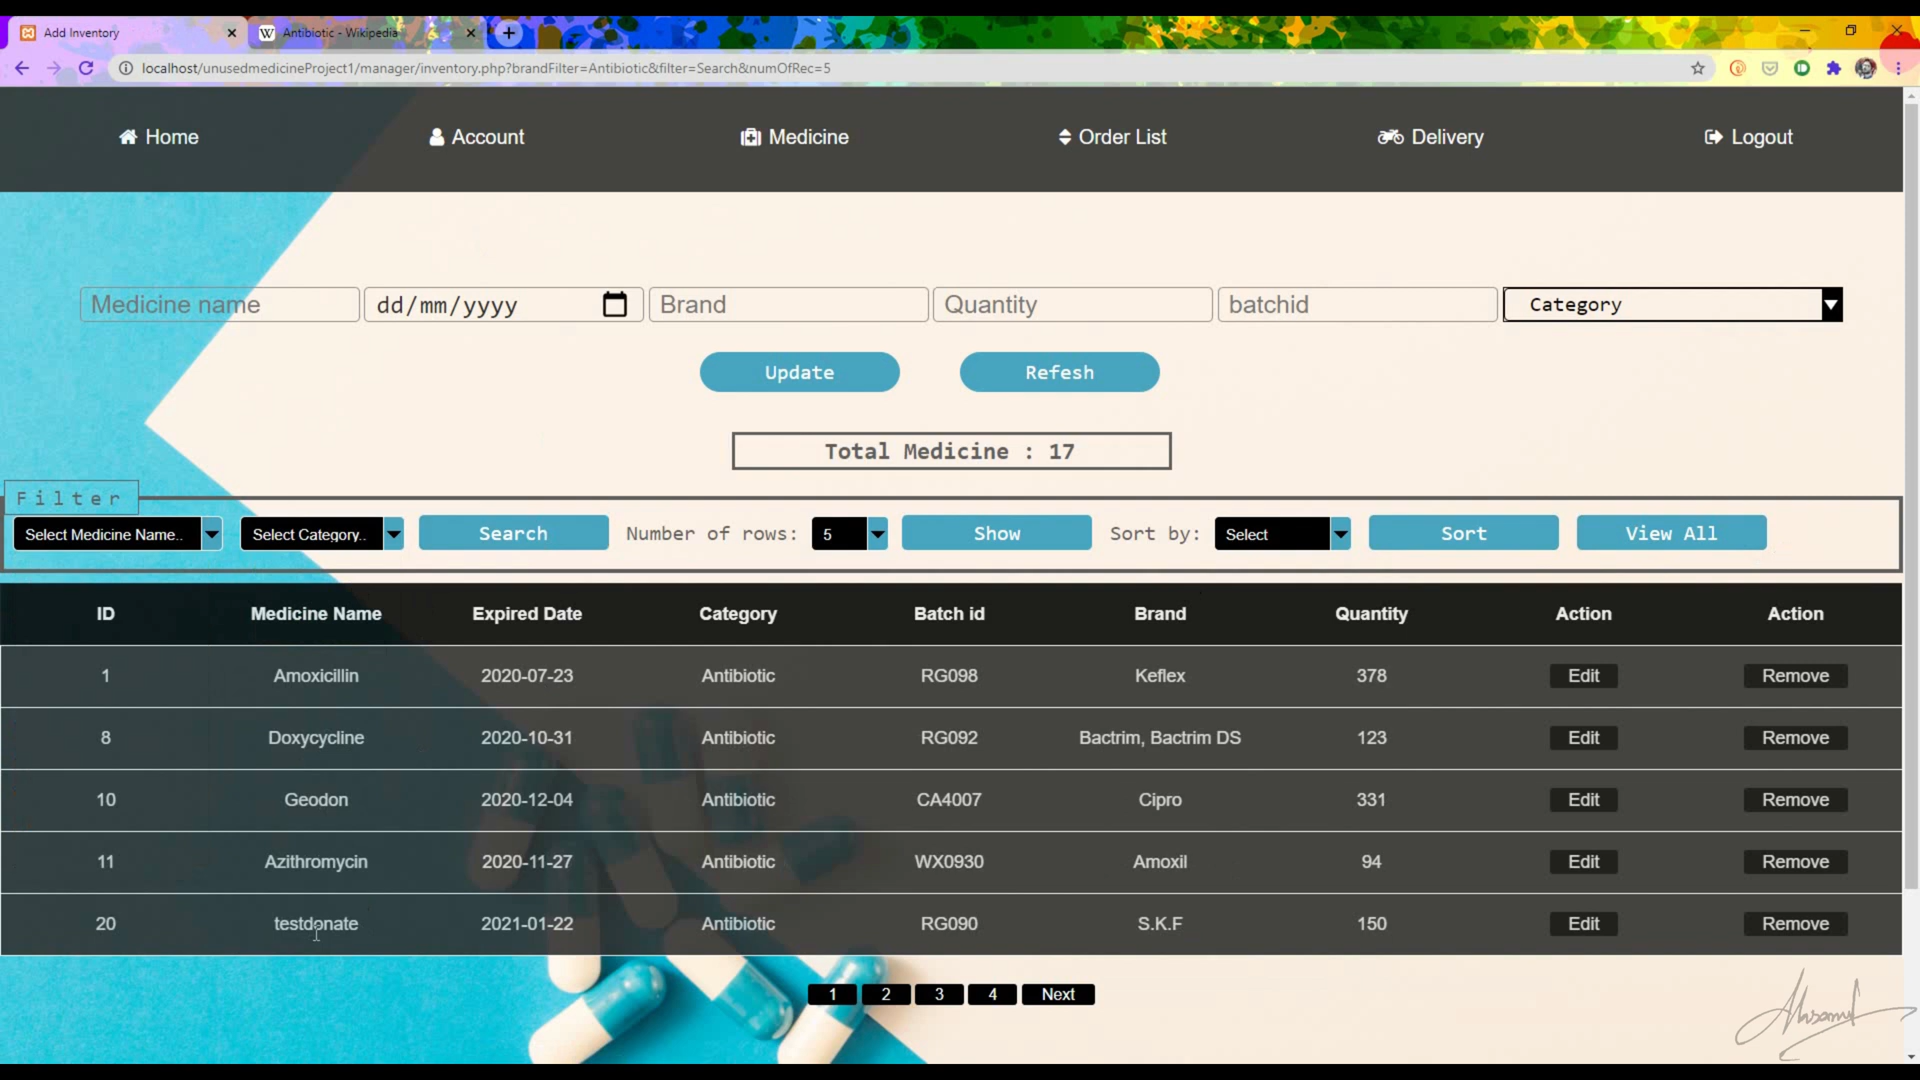 Add Inventory
Antibiotic - Wikipedia
localhost/unusedmedicineProject1/manager/inventory.php?brandFilter=Antibiotic&filter=Search&numOfRec=5
Home Account Medicine Order List Delivery Logout
Medicine name dd/mm/yyyy Brand Quantity batchid Category
Update Refesh
Total Medicine : 17
Filter
Select Medicine Name.. Select Category.. Search Number of rows: 5 Show Sort by: Select Sort View All
ID Medicine Name Expired Date Category Batch id Brand Quantity Action Action
1 Amoxicillin 2020-07-23 Antibiotic RG098 Keflex 378 Edit Remove
8 Doxycycline 2020-10-31 Antibiotic RG092 Bactrim, Bactrim DS 123 Edit Remove
10 Geodon 2020-12-04 Antibiotic CA4007 Cipro 331 Edit Remove
11 Azithromycin 2020-11-27 Antibiotic WX0930 Amoxil 94 Edit Remove
20 testdonate 2021-01-22 Antibiotic RG090 S.K.F 150 Edit Remove
1 2 3 4 Next